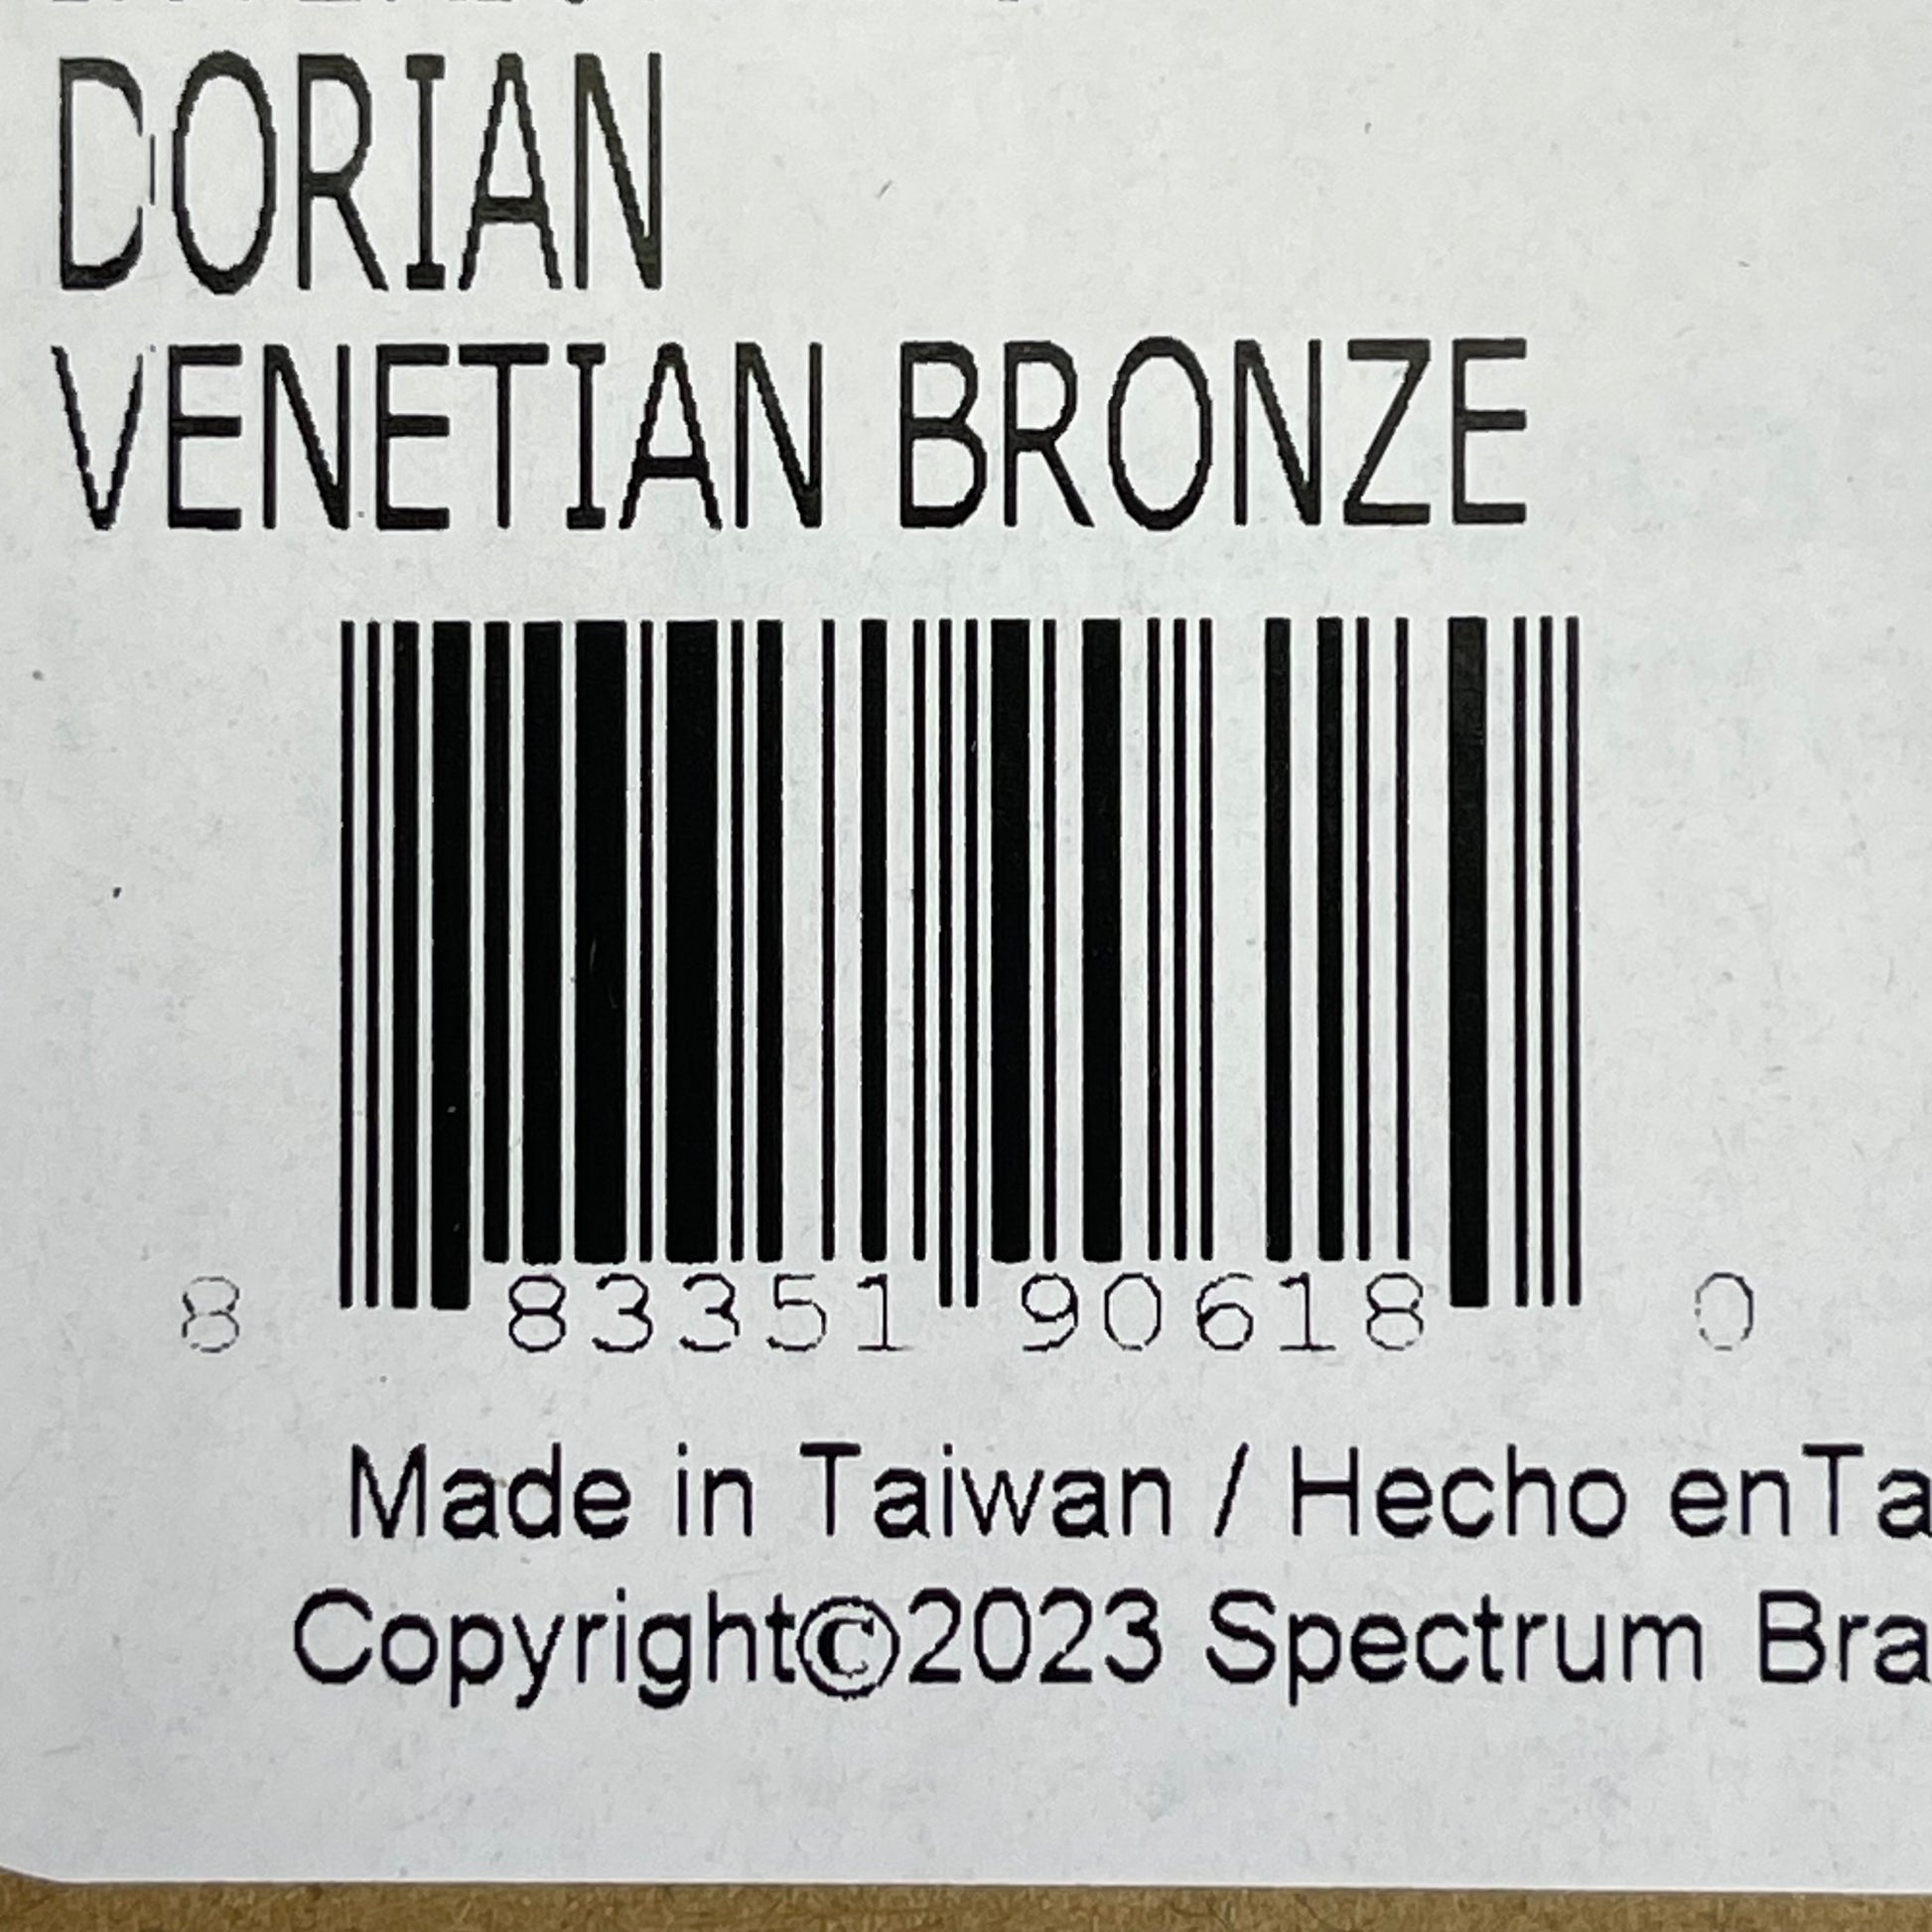 DORIAN
VENETIAN BRONZE
8 83351 90618 0
Made in Taiwan / Hecho enTa
Copyright©2023 Spectrum Bra